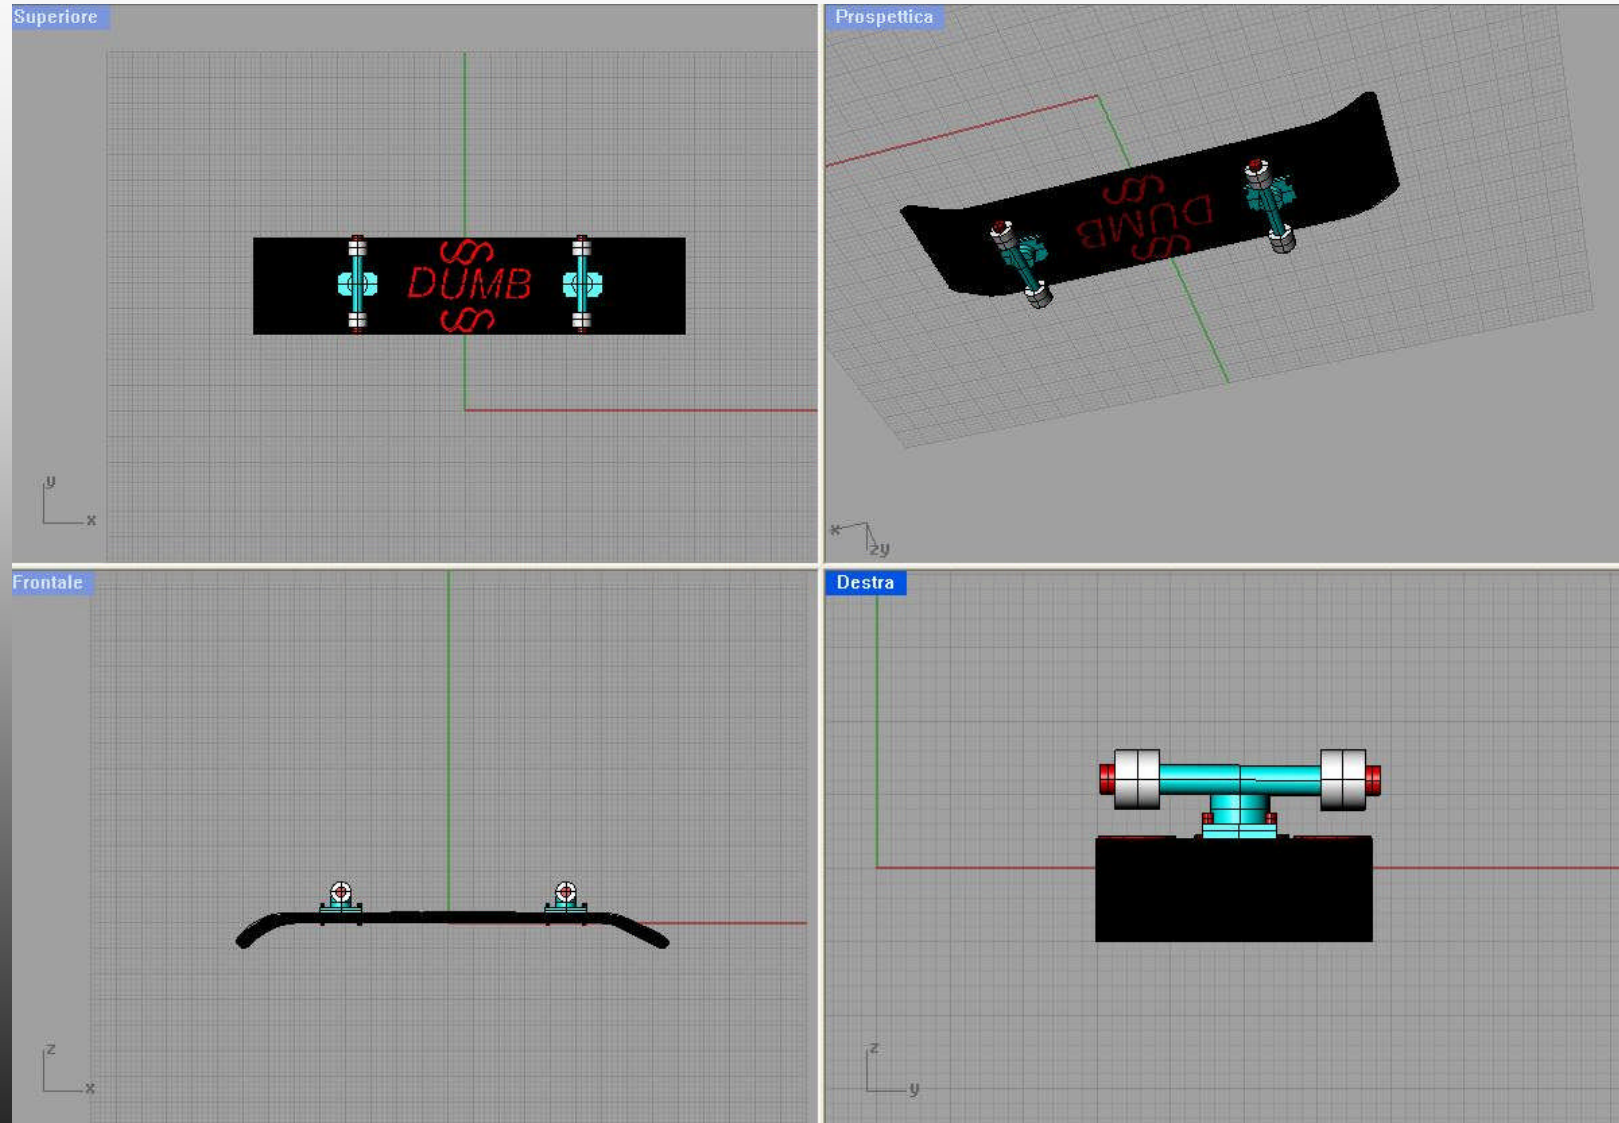 Superiore
§§
DUMB
§§
y
x
Prospettica
§§
DUMB
§§
x
zy
Frontale
z
x
Destra
z
y